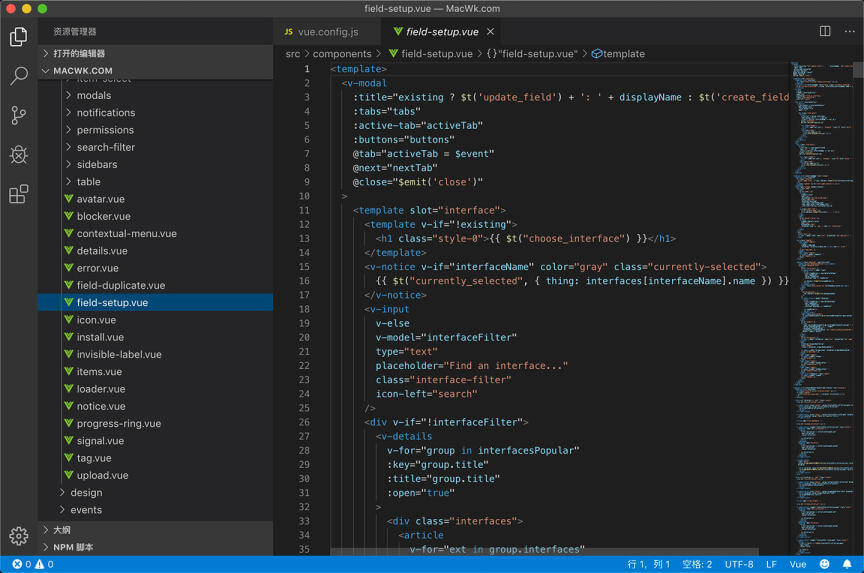 field-setup.vue — MacWk.com
资源管理器
打开的编辑器
MACWK.COM
item-select
modals
notifications
permissions
search-filter
sidebars
table
avatar.vue
blocker.vue
contextual-menu.vue
details.vue
error.vue
field-duplicate.vue
field-setup.vue
icon.vue
install.vue
invisible-label.vue
items.vue
loader.vue
notice.vue
progress-ring.vue
signal.vue
tag.vue
upload.vue
design
events
大纲
NPM 脚本
JS vue.config.js
field-setup.vue
src > components > field-setup.vue > {} "field-setup.vue" > template
1 <template>
2 <v-modal
3 :title="existing ? $t('update_field') + ': ' + displayName : $t('create_field
4 :tabs="tabs"
5 :active-tab="activeTab"
6 :buttons="buttons"
7 @tab="activeTab = $event"
8 @next="nextTab"
9 @close="$emit('close')"
10 >
11 <template slot="interface">
12 <template v-if="!existing">
13 <h1 class="style-0">{{ $t("choose_interface") }}</h1>
14 </template>
15 <v-notice v-if="interfaceName" color="gray" class="currently-selected">
16 {{ $t("currently_selected", { thing: interfaces[interfaceName].name }) }}
17 </v-notice>
18 <v-input
19 v-else
20 v-model="interfaceFilter"
21 type="text"
22 placeholder="Find an interface..."
23 class="interface-filter"
24 icon-left="search"
25 />
26 <div v-if="!interfaceFilter">
27 <v-details
28 v-for="group in interfacesPopular"
29 :key="group.title"
30 :title="group.title"
31 :open="true"
32 >
33 <div class="interfaces">
34 <article
35 v-for="ext in group.interfaces"
0 0
行 1，列 1 空格: 2 UTF-8 LF Vue